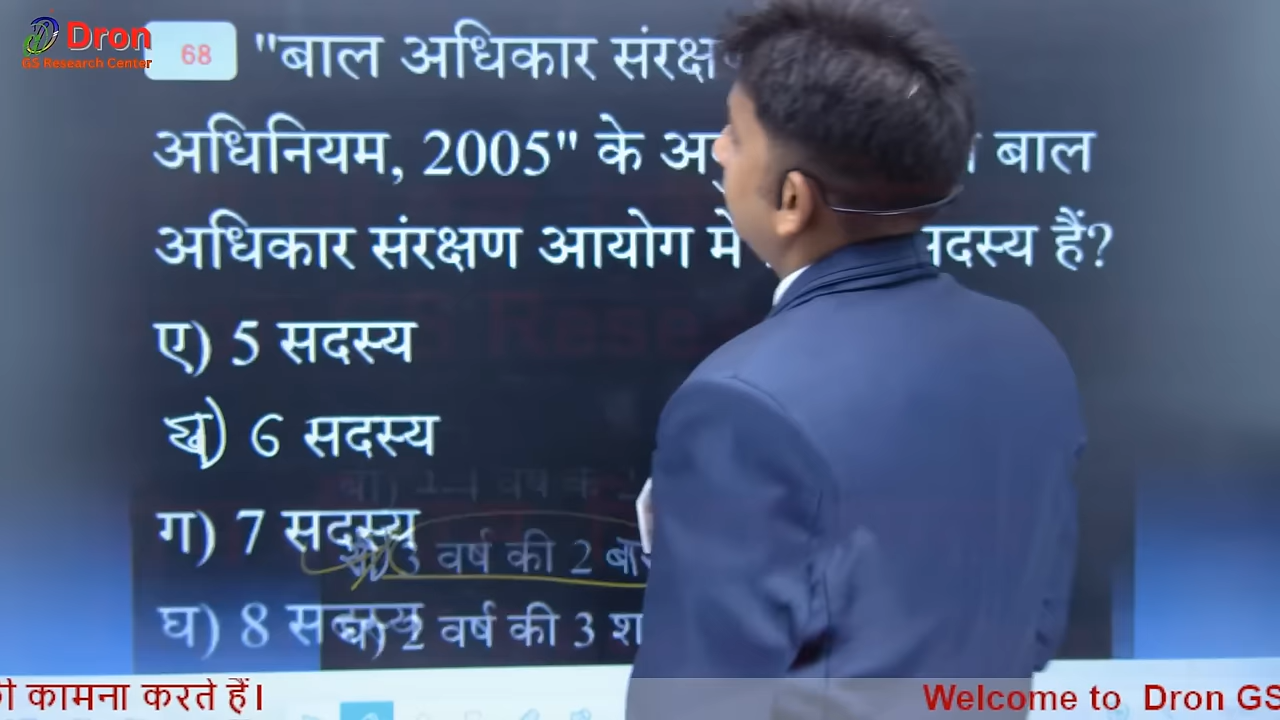 Dron
GS Research Center
68 "बाल अधिकार संरक्ष
अधिनियम, 2005" के अ बाल
अधिकार संरक्षण आयोग में दस्य हैं?
ए) 5 सदस्य
ख) 6 सदस्य
ग) 7 सदस्य
3 वर्ष की 2
घ) 8 सदस्य
घ) 2 वर्ष की 3 श
कामना करते हैं।
Welcome to Dron GS